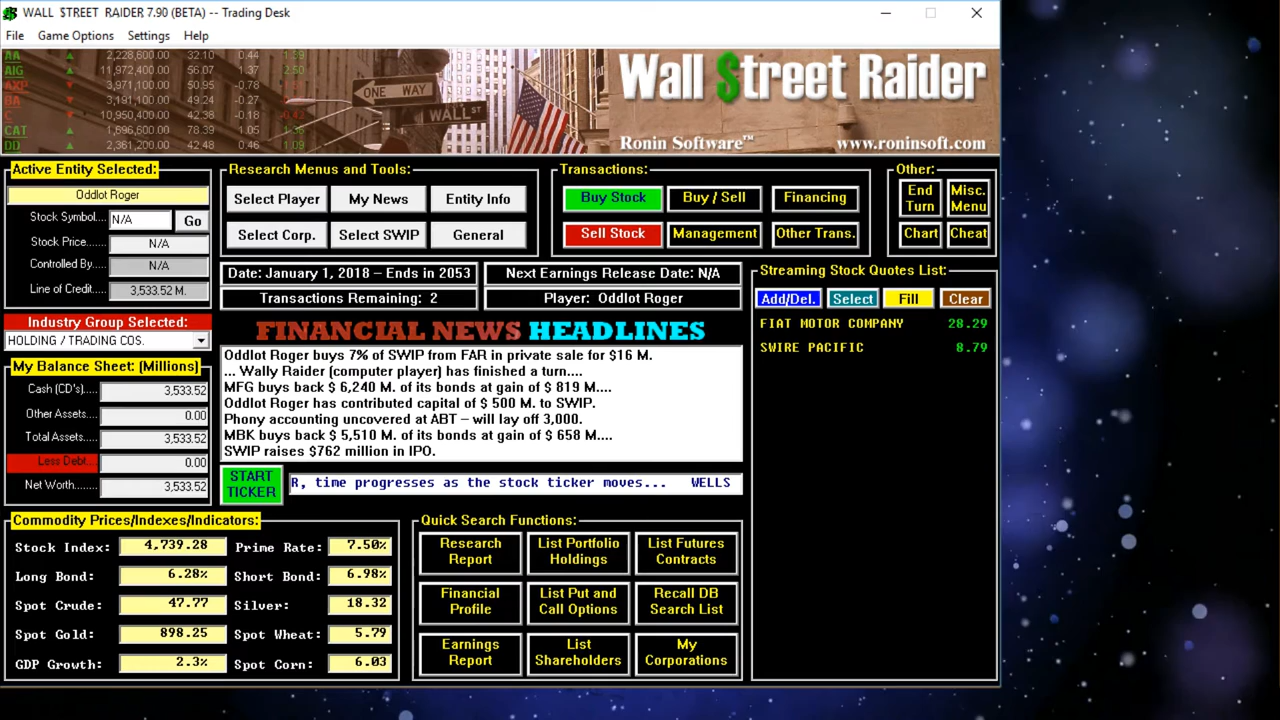 WALL $TREET RAIDER 7.90 (BETA) -- Trading Desk
File Game Options Settings Help
AA 2,228,600.00 32.10 0.44 1.39
AIG 11,972,400.00 56.07 1.37 2.50
AXP 3,971,100.00 50.95 -0.78
BA 3,191,100.00 49.24 -0.27
C 10,950,400.00 42.38 -0.18 -0.43
CAT 1,696,600.00 78.39 1.05 1.36
DD 2,361,200.00 42.48 0.46 1.09
ONE WAY
WALL ST
Wall $treet Raider
Ronin Software™ www.roninsoft.com
Active Entity Selected:
Oddlot Roger
Stock Symbol.... N/A Go
Stock Price...... N/A
Controlled By.... N/A
Line of Credit.... 3,533.52 M.
Industry Group Selected:
HOLDING / TRADING COS.
My Balance Sheet: (Millions)
Cash (CD's)..... 3,533.52
Other Assets.... 0.00
Total Assets..... 3,533.52
Less Debt.... 0.00
Net Worth........ 3,533.52
Research Menus and Tools:
Select Player My News Entity Info
Select Corp. Select SWIP General
Transactions:
Buy Stock Buy / Sell Financing
Sell Stock Management Other Trans.
Other:
End Turn Misc. Menu
Chart Cheat
Date: January 1, 2018 – Ends in 2053 Next Earnings Release Date: N/A
Transactions Remaining: 2 Player: Oddlot Roger
FINANCIAL NEWS HEADLINES
Oddlot Roger buys 7% of SWIP from FAR in private sale for $16 M.
... Wally Raider (computer player) has finished a turn....
MFG buys back $ 6,240 M. of its bonds at gain of $ 819 M....
Oddlot Roger has contributed capital of $ 500 M. to SWIP.
Phony accounting uncovered at ABT – will lay off 3,000.
MBK buys back $ 5,510 M. of its bonds at gain of $ 658 M....
SWIP raises $762 million in IPO.
START TICKER
R, time progresses as the stock ticker moves... WELLS
Streaming Stock Quotes List:
Add/Del. Select Fill Clear
FIAT MOTOR COMPANY 28.29
SWIRE PACIFIC 8.79
Commodity Prices/Indexes/Indicators:
Stock Index: 4,739.28 Prime Rate: 7.50%
Long Bond: 6.28% Short Bond: 6.98%
Spot Crude: 47.77 Silver: 18.32
Spot Gold: 898.25 Spot Wheat: 5.79
GDP Growth: 2.3% Spot Corn: 6.03
Quick Search Functions:
Research Report List Portfolio Holdings List Futures Contracts
Financial Profile List Put and Call Options Recall DB Search List
Earnings Report List Shareholders My Corporations